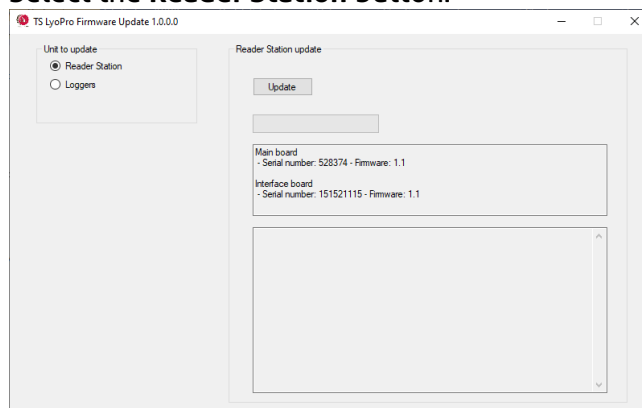 Select the Reader Station button.
TS LyoPro Firmware Update 1.0.0.0
Unit to update
Reader Station
Loggers
Reader Station update
Update
Main board
- Serial number: 528374 - Firmware: 1.1
Interface board
- Serial number: 151521115 - Firmware: 1.1